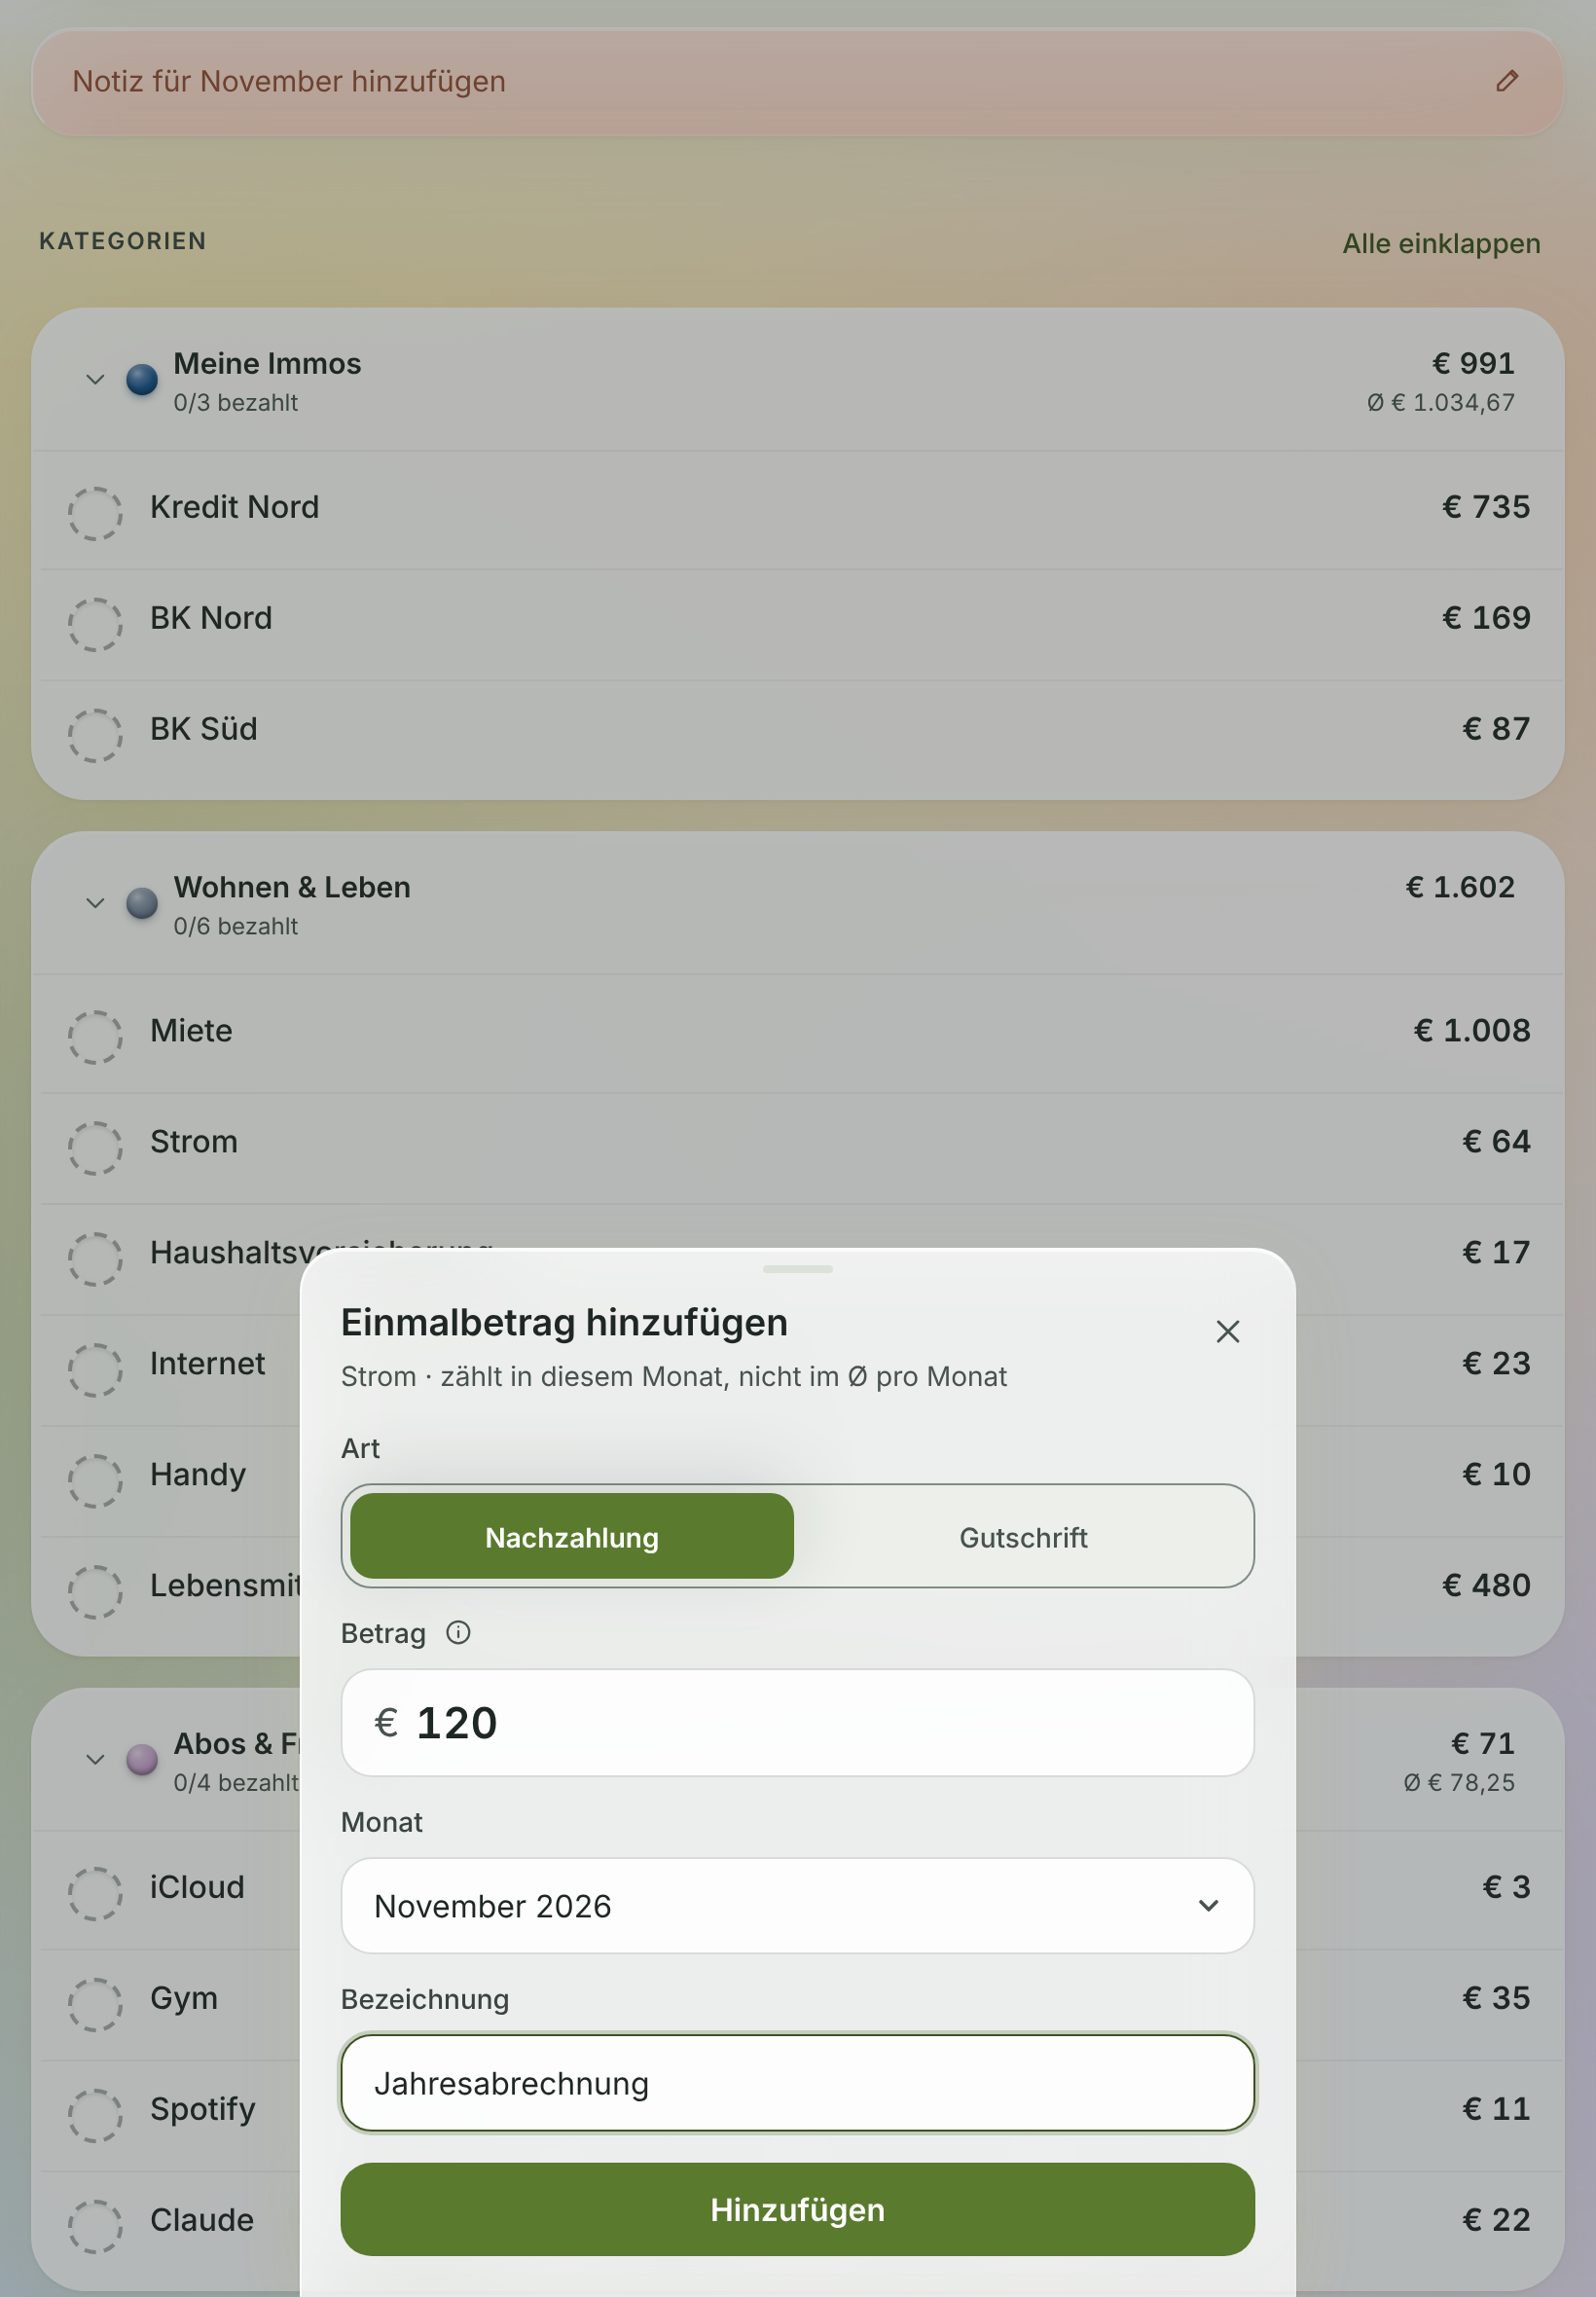 Notiz für November hinzufügen
KATEGORIEN
Alle einklappen
Meine Immos
€ 991
0/3 bezahlt
Ø € 1.034,67
Kredit Nord
€ 735
BK Nord
€ 169
BK Süd
€ 87
Wohnen & Leben
€ 1.602
0/6 bezahlt
Miete
€ 1.008
Strom
€ 64
€ 17
Einmalbetrag hinzufügen
Strom · zählt in diesem Monat, nicht im Ø pro Monat
Internet
€ 23
Art
Handy
€ 10
Nachzahlung
Gutschrift
Lebensmit
€ 480
Betrag
€ 120
Abos & F
€ 71
0/4 bezahlt
Ø € 78,25
Monat
iCloud
€ 3
November 2026
Gym
€ 35
Bezeichnung
Jahresabrechnung
Spotify
€ 11
Hinzufügen
Claude
€ 22